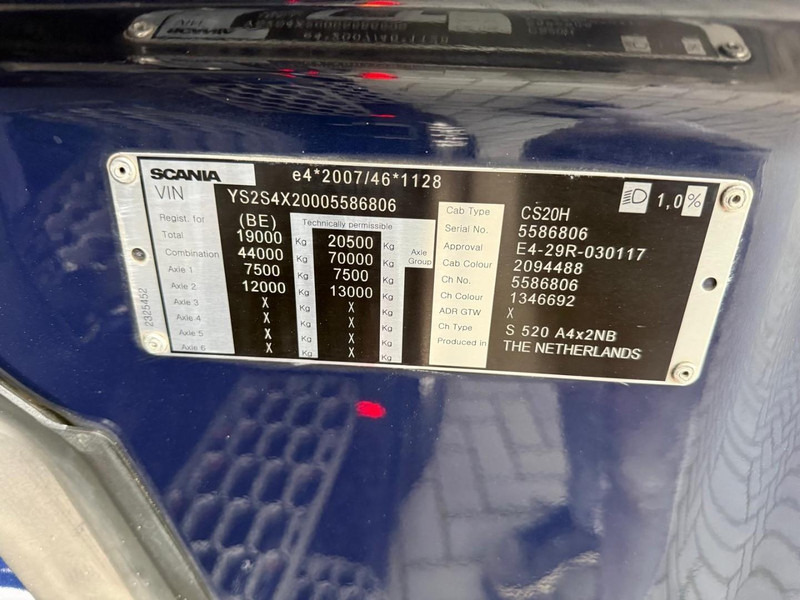 SCANIA e4*2007/46*1128
VIN YS2S4X20005586806
1,0%
Regist. for (BE) Technically permissible
Total 19000 Kg 20500 Kg
Combination 44000 Kg 70000 Kg Axle Group
Axle 1 7500 Kg 7500 Kg
Axle 2 12000 Kg 13000 Kg
Axle 3 X Kg X Kg
Axle 4 X Kg X Kg
Axle 5 X Kg X Kg
Axle 6 X Kg X Kg
2325452
Cab Type CS20H
Serial No. 5586806
Approval E4-29R-030117
Cab Colour 2094488
Ch No. 5586806
Ch Colour 1346692
ADR GTW X
Ch Type S 520 A4x2NB
Produced in THE NETHERLANDS